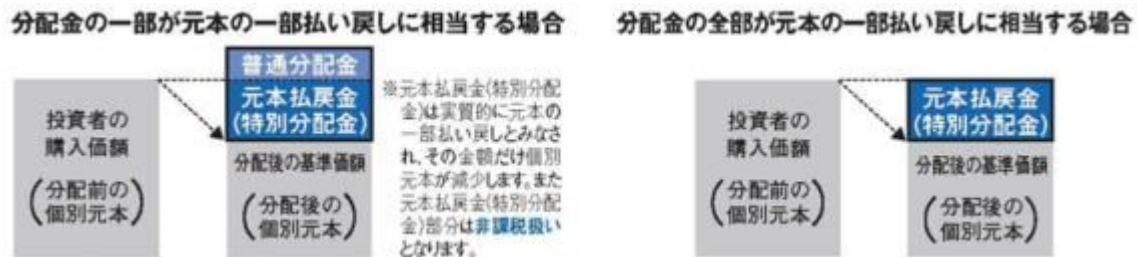 分配金の一部が元本の一部払い戻しに相当する場合
普通分配金
元本払戻金
(特別分配金)
投資者の
購入価額
(分配前の
個別元本)
分配後の基準価額
(分配後の
個別元本)
※元本払戻金(特別分配
金)は実質的に元本の
一部払い戻しとみなさ
れ、その金額だけ個別
元本が減少します。また
元本払戻金(特別分配
金)部分は非課税扱い
となります。
分配金の全部が元本の一部払い戻しに相当する場合
元本払戻金
(特別分配金)
投資者の
購入価額
(分配前の
個別元本)
分配後の基準価額
(分配後の
個別元本)